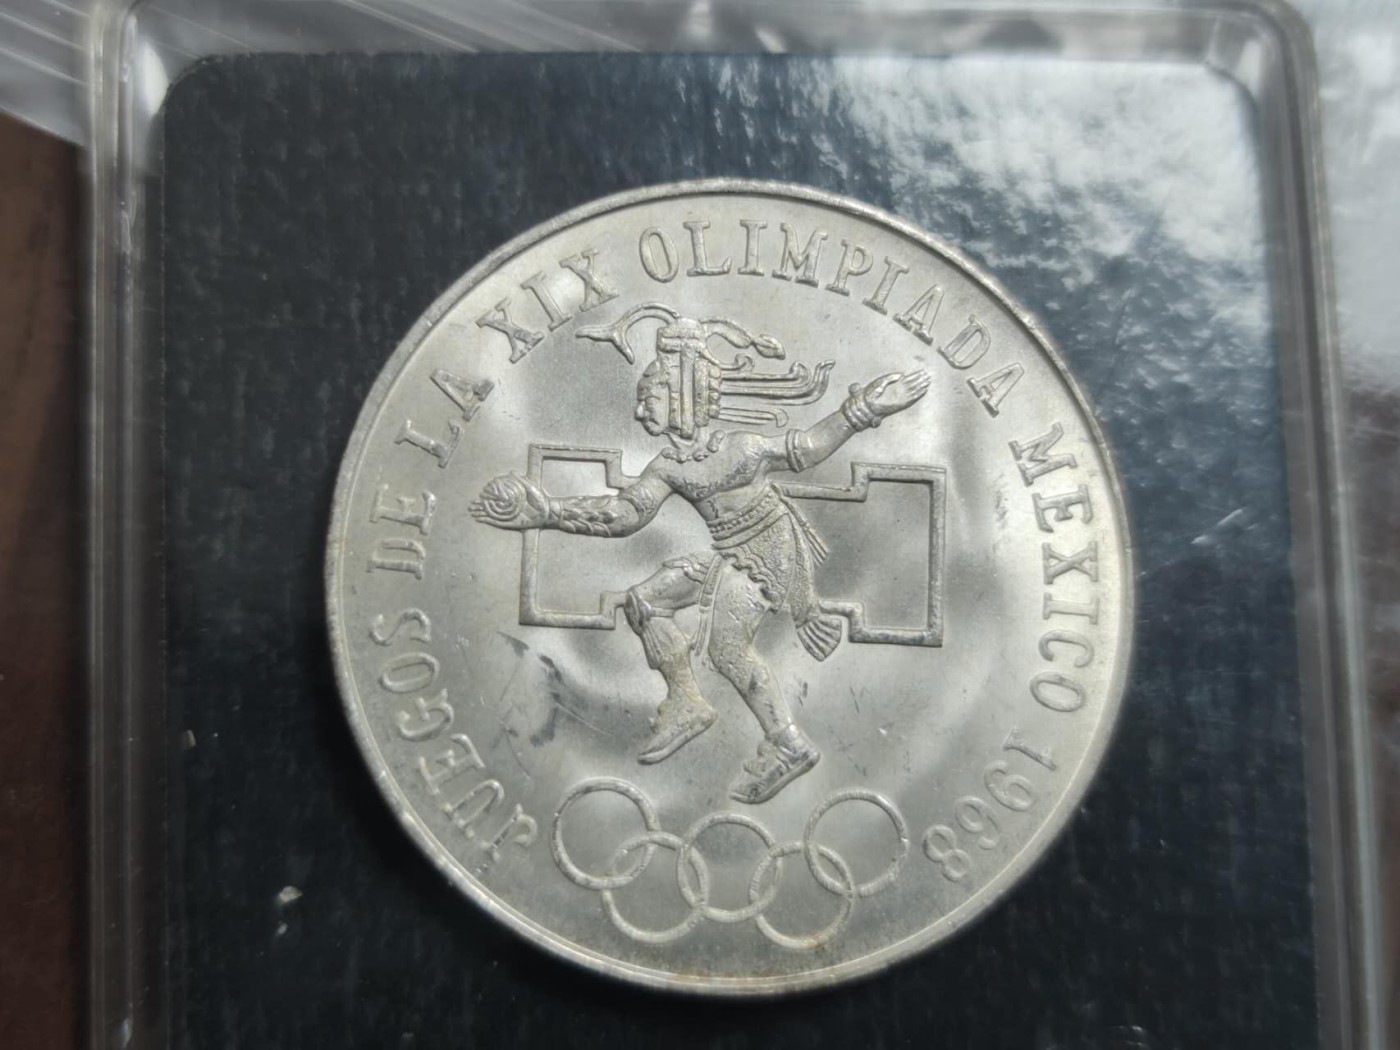 JUEGOS DE LA XIX OLIMPIADA MEXICO 1968